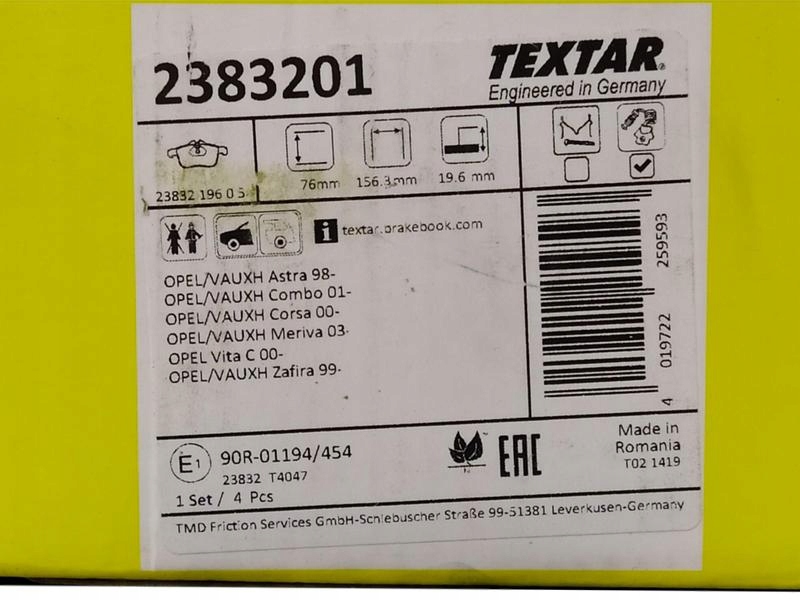 2383201
TEXTAR
Engineered in Germany
23832 196 0 5
76mm
156.3mm
19.6 mm
i textar.brakebook.com
OPEL/VAUXH Astra 98-
OPEL/VAUXH Combo 01-
OPEL/VAUXH Corsa 00-
OPEL/VAUXH Meriva 03-
OPEL Vita C 00-
OPEL/VAUXH Zafira 99-
4 019722 259593
E1 90R-01194/454
23832 T4047
1 Set / 4 Pcs
EAC
Made in
Romania
T02 1419
TMD Friction Services GmbH-Schlebuscher Straße 99-51381 Leverkusen-Germany